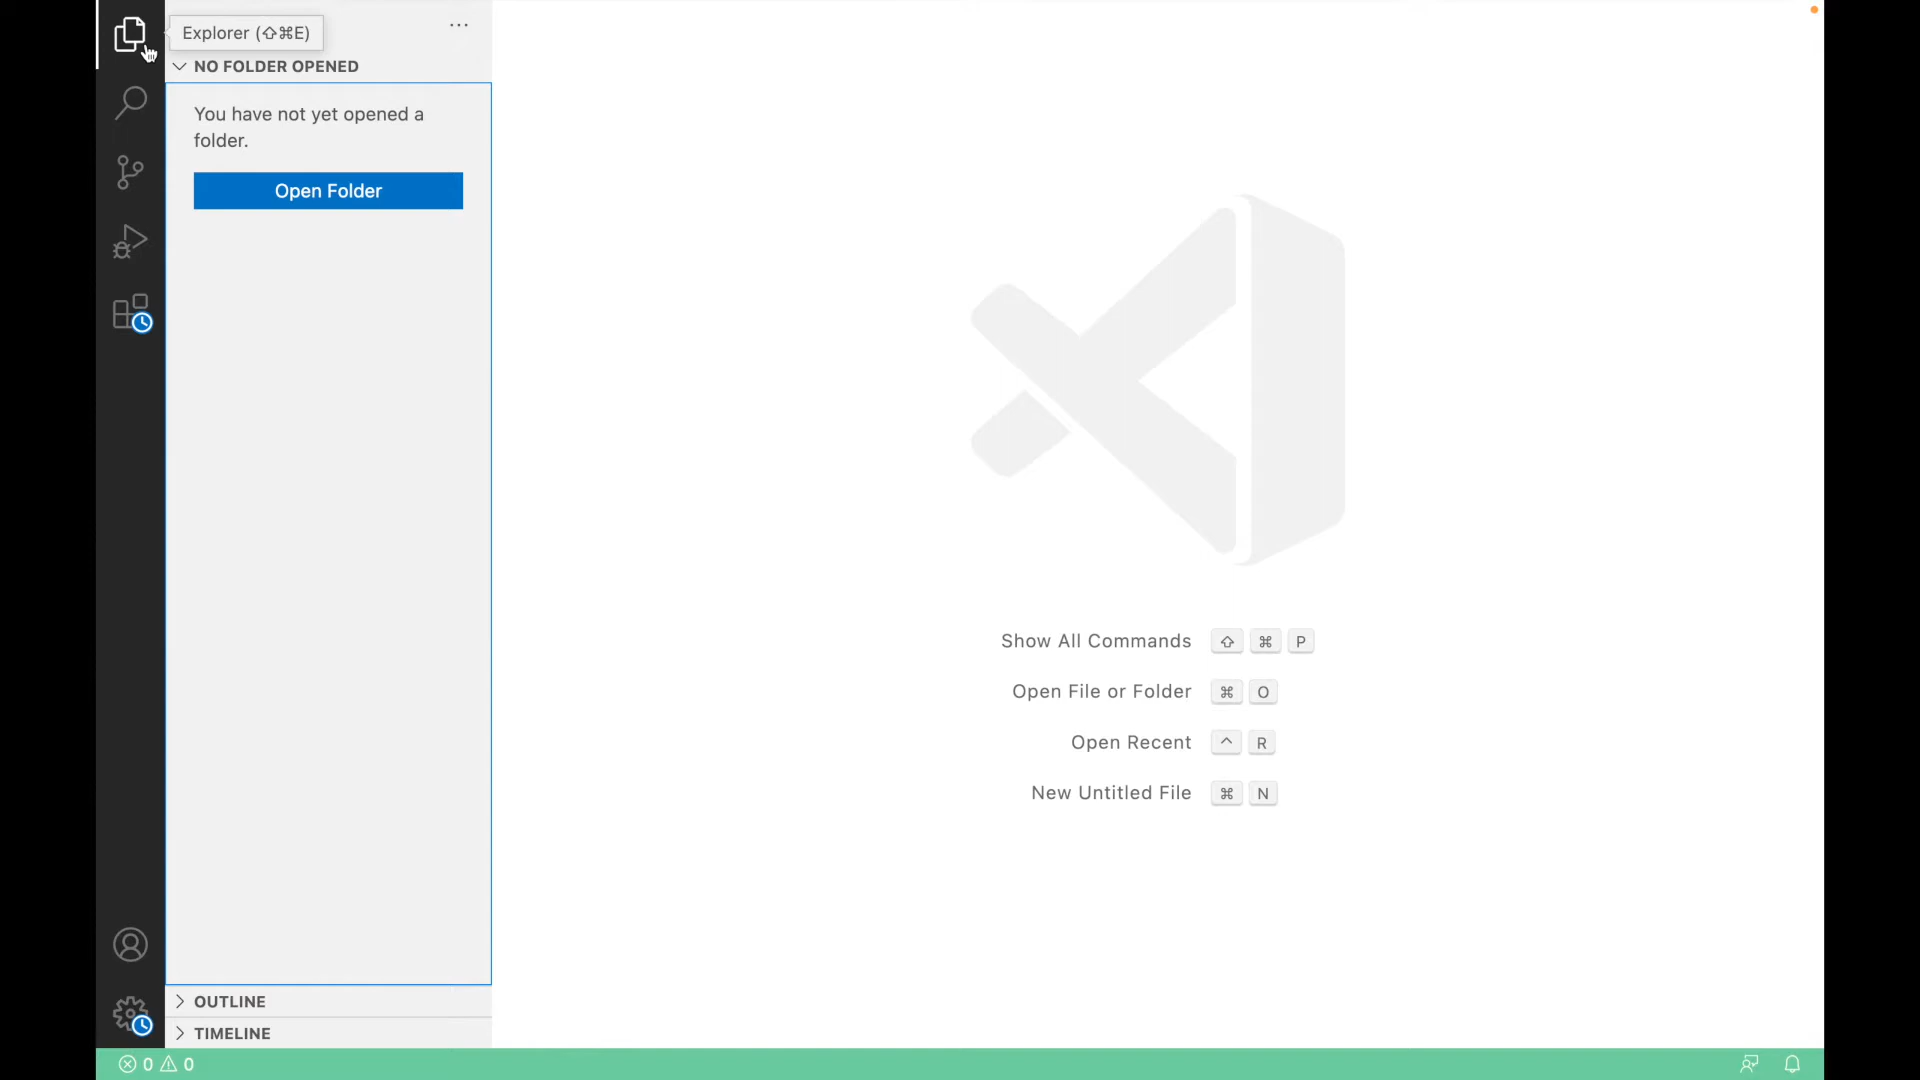 Explorer (⇧⌘E)
···
NO FOLDER OPENED
You have not yet opened a
folder.
Open Folder
Show All Commands ⇧ ⌘ P
Open File or Folder ⌘ O
Open Recent ^ R
New Untitled File ⌘ N
OUTLINE
TIMELINE
0 0